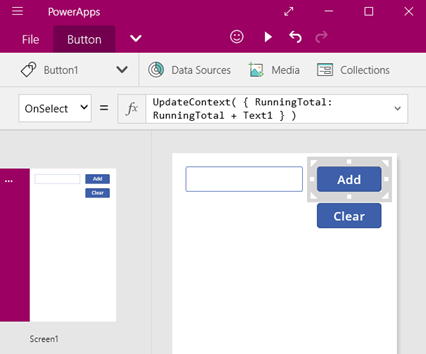 PowerApps
File
Button
Button1
Data Sources
Media
Collections
OnSelect
=
fx
UpdateContext( { RunningTotal:
RunningTotal + Text1 } )
...
Add
Clear
Add
Clear
Screen1